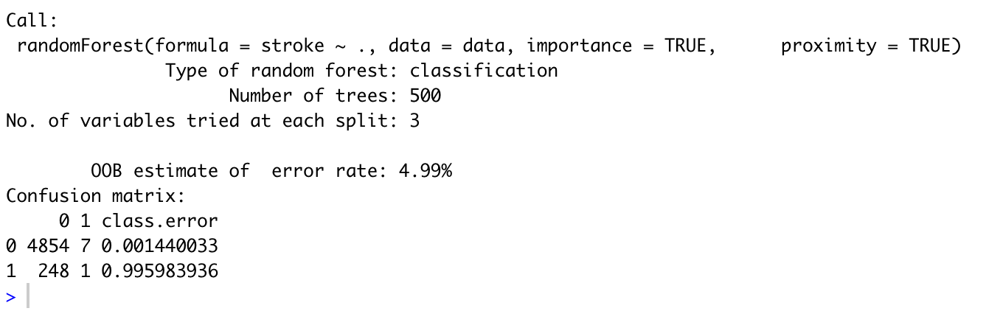 Call:
 randomForest(formula = stroke ~ ., data = data, importance = TRUE,      proximity = TRUE)
               Type of random forest: classification
                     Number of trees: 500
No. of variables tried at each split: 3

        OOB estimate of  error rate: 4.99%
Confusion matrix:
     0 1 class.error
0 4854 7 0.001440033
1  248 1 0.995983936
>